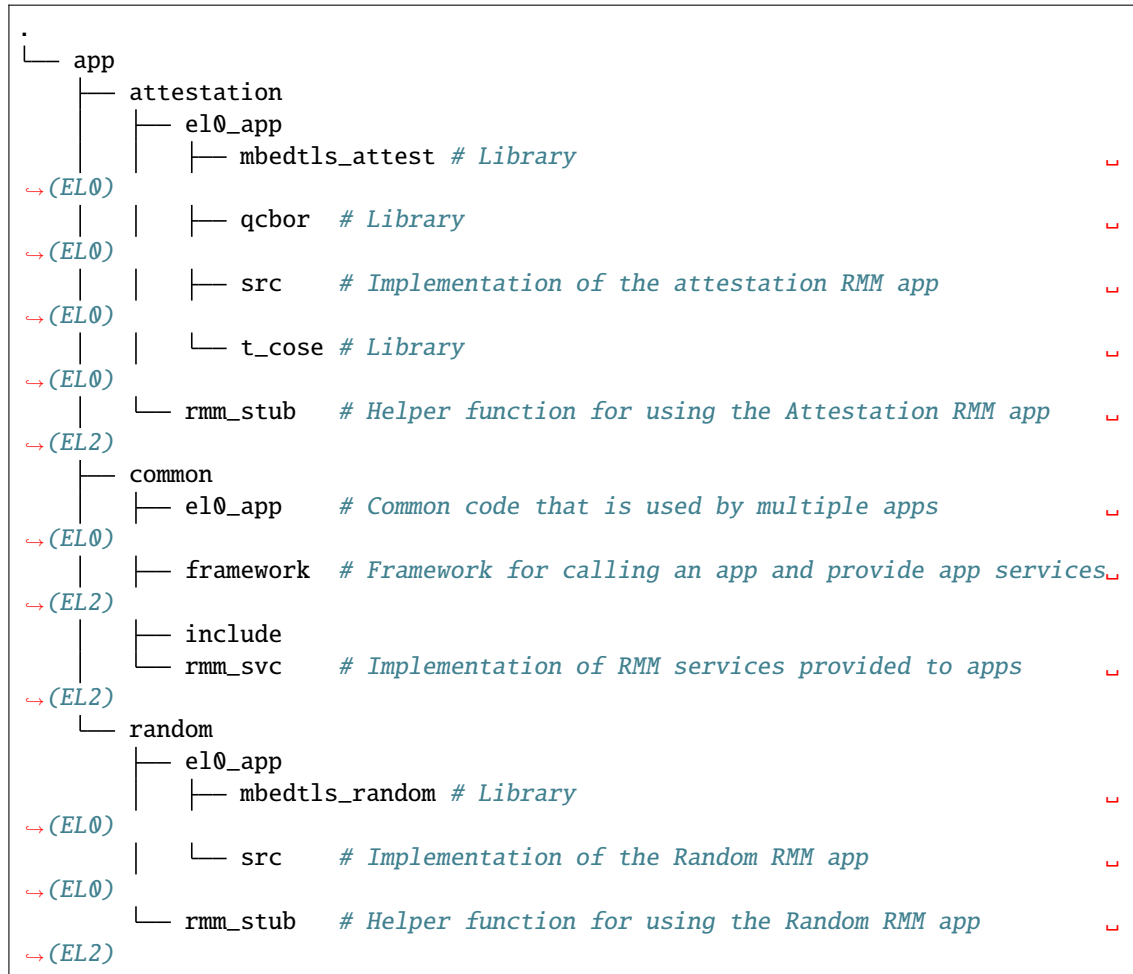 .
└── app
    ├── attestation
    │   ├── el0_app
    │   │   ├── mbedtls_attest # Library ␣
↪(EL0)
    │   │   ├── qcbor  # Library ␣
↪(EL0)
    │   │   ├── src    # Implementation of the attestation RMM app ␣
↪(EL0)
    │   │   └── t_cose # Library ␣
↪(EL0)
    │   └── rmm_stub   # Helper function for using the Attestation RMM app ␣
↪(EL2)
    ├── common
    │   ├── el0_app    # Common code that is used by multiple apps ␣
↪(EL0)
    │   ├── framework  # Framework for calling an app and provide app services␣
↪(EL2)
    │   ├── include
    │   └── rmm_svc    # Implementation of RMM services provided to apps ␣
↪(EL2)
    └── random
        ├── el0_app
        │   ├── mbedtls_random # Library ␣
↪(EL0)
        │   └── src    # Implementation of the Random RMM app ␣
↪(EL0)
        └── rmm_stub   # Helper function for using the Random RMM app ␣
↪(EL2)